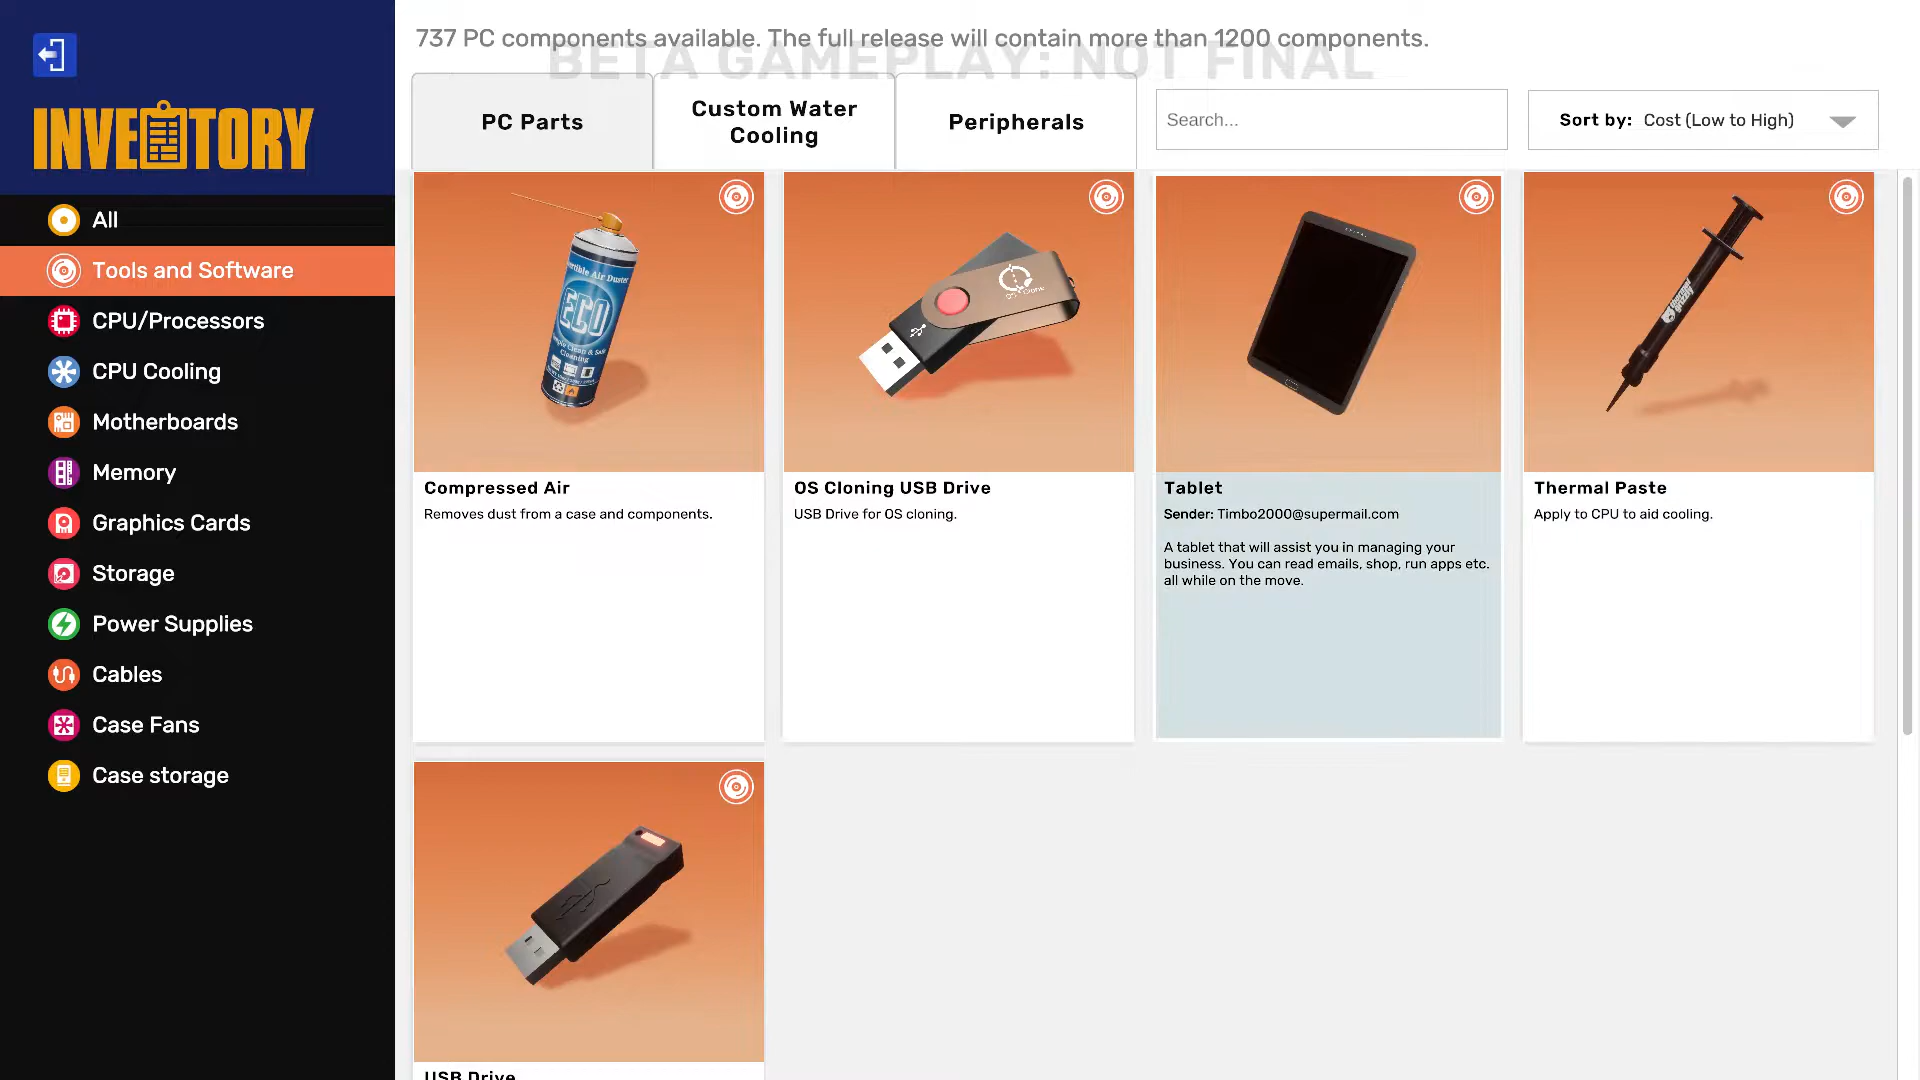 737 PC components available. The full release will contain more than 1200 components.
BETA GAMEPLAY: NOT FINAL
INVENTORY
PC Parts
Custom Water
Cooling
Peripherals
Search...
Sort by: Cost (Low to High)
All
Tools and Software
CPU/Processors
CPU Cooling
Motherboards
Memory
Graphics Cards
Storage
Power Supplies
Cables
Case Fans
Case storage
ECO
Compressed Air
Removes dust from a case and components.
OS Cloning USB Drive
USB Drive for OS cloning.
Tablet
Sender: Timbo2000@supermail.com
A tablet that will assist you in managing your
business. You can read emails, shop, run apps etc.
all while on the move.
thermal
grizzly
Thermal Paste
Apply to CPU to aid cooling.
USB Drive